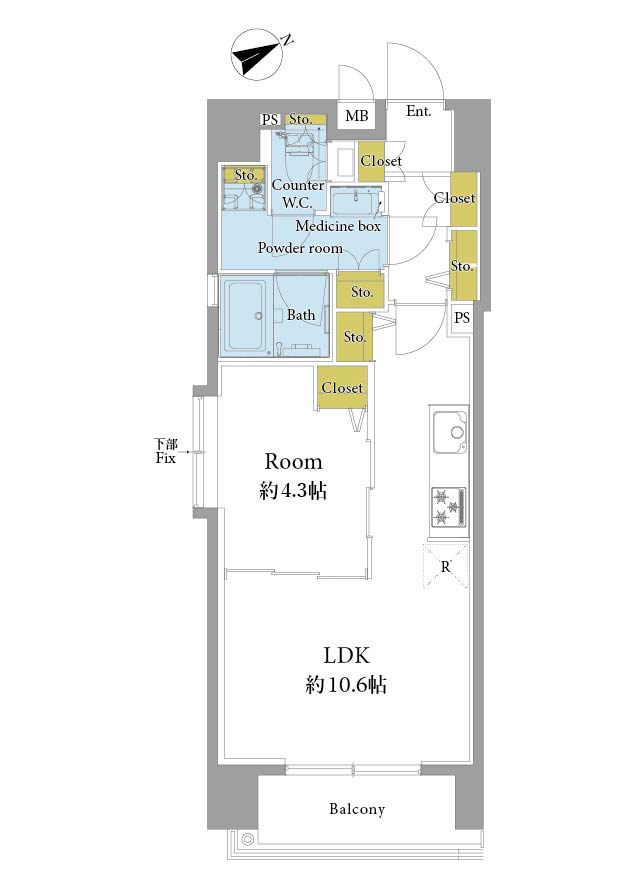 N
PS
Sto.
MB
Ent.
Closet
Sto.
Counter
W.C.
Closet
Medicine box
Powder room
Sto.
Sto.
Bath
PS
Sto.
Closet
下部
Fix
Room
約4.3帖
R
LDK
約10.6帖
Balcony